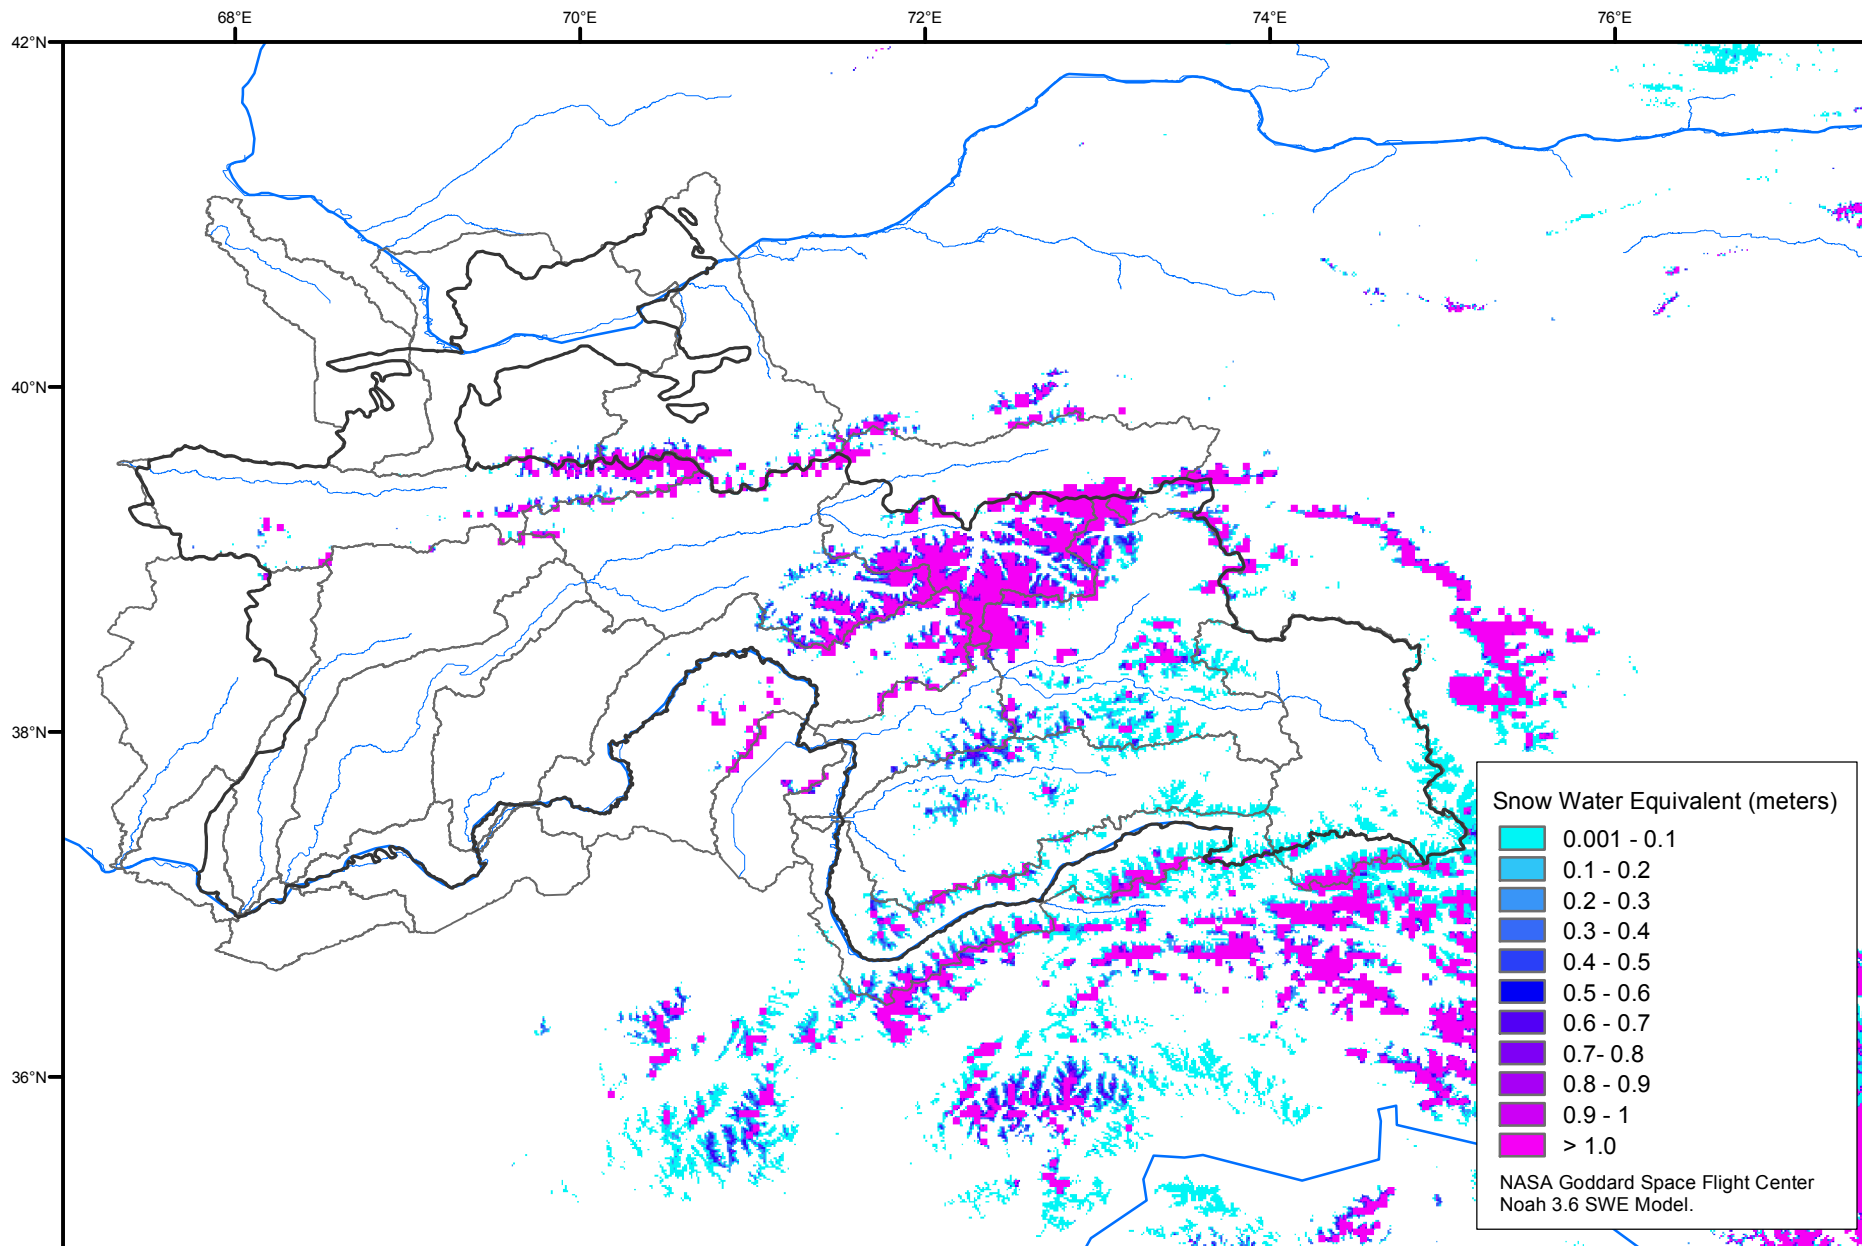 68°E
70°E
72°E
74°E
76°E
42°N
40°N
38°N
36°N
Snow Water Equivalent (meters)
0.001 - 0.1
0.1 - 0.2
0.2 - 0.3
0.3 - 0.4
0.4 - 0.5
0.5 - 0.6
0.6 - 0.7
0.7- 0.8
0.8 - 0.9
0.9 - 1
> 1.0
NASA Goddard Space Flight Center
Noah 3.6 SWE Model.